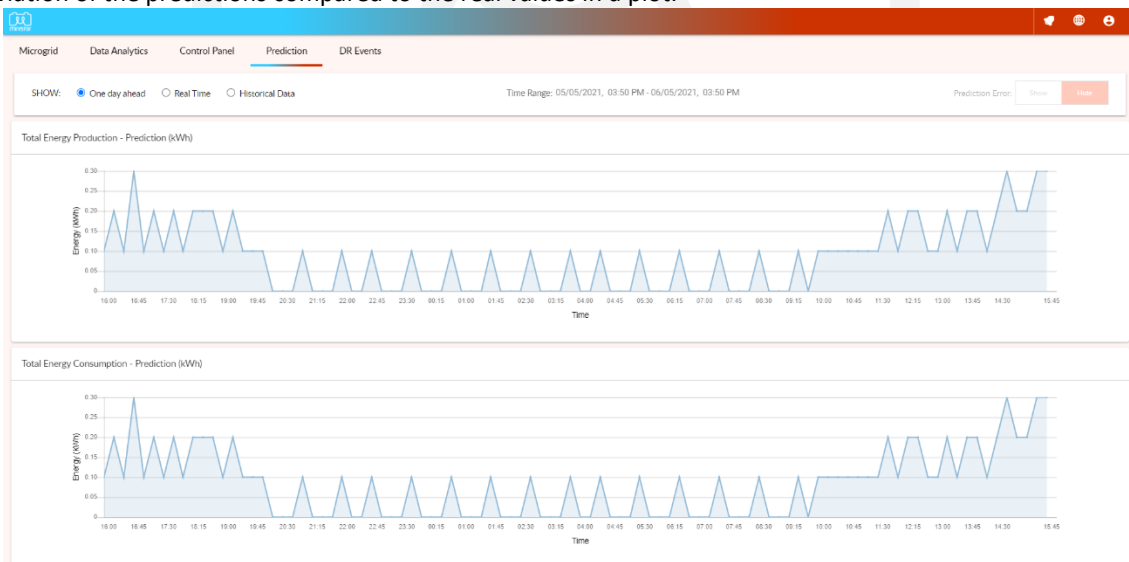 of the predictions compared to the real values in a plot.
Microgrid Data Analytics Control Panel Prediction DR Events
SHOW: One day ahead Real Time Historical Data Time Range: 05/05/2021, 03:50 PM - 06/05/2021, 03:50 PM Prediction Error: Show Hide
Total Energy Production - Prediction (kWh)
0.30
0.25
0.20
0.15
0.10
0.05
0
Energy (kWh)
16:00 16:45 17:30 18:15 19:00 19:45 20:30 21:15 22:00 22:45 23:30 00:15 01:00 01:45 02:30 03:15 04:00 04:45 05:30 06:15 07:00 07:45 08:30 09:15 10:00 10:45 11:30 12:15 13:00 13:45 14:30 15:45
Time
Total Energy Consumption - Prediction (kWh)
0.30
0.25
0.20
0.15
0.10
0.05
0
Energy (kWh)
16:00 16:45 17:30 18:15 19:00 19:45 20:30 21:15 22:00 22:45 23:30 00:15 01:00 01:45 02:30 03:15 04:00 04:45 05:30 06:15 07:00 07:45 08:30 09:15 10:00 10:45 11:30 12:15 13:00 13:45 14:30 15:45
Time